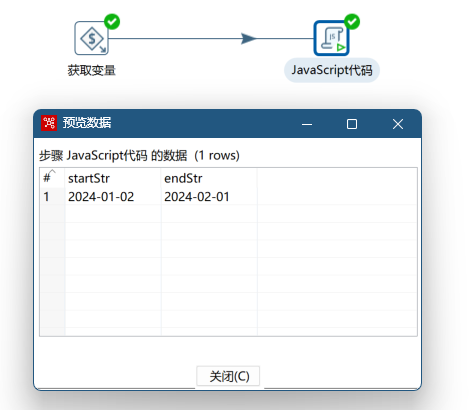 获取变量
JavaScript代码
预览数据
步骤 JavaScript代码 的数据 (1 rows)
# startStr endStr
1 2024-01-02 2024-02-01
关闭(C)